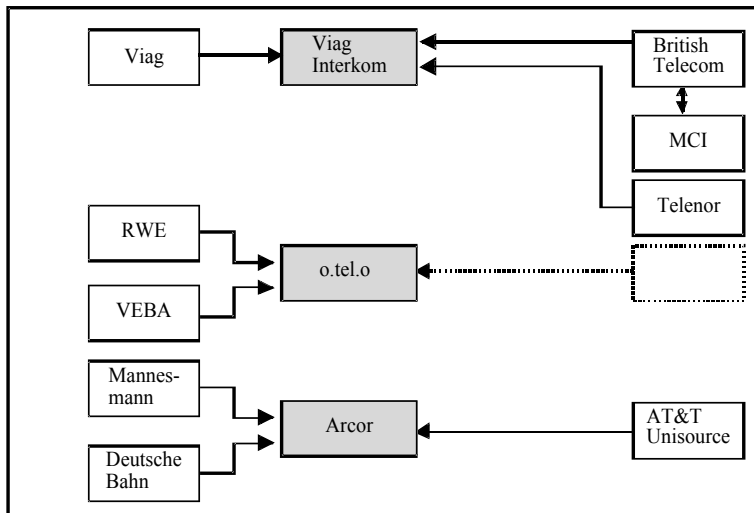 Viag
Viag
Interkom
British
Telecom
MCI
Telenor
RWE
o.tel.o
VEBA
Mannes-
mann
Arcor
AT&T
Unisource
Deutsche
Bahn